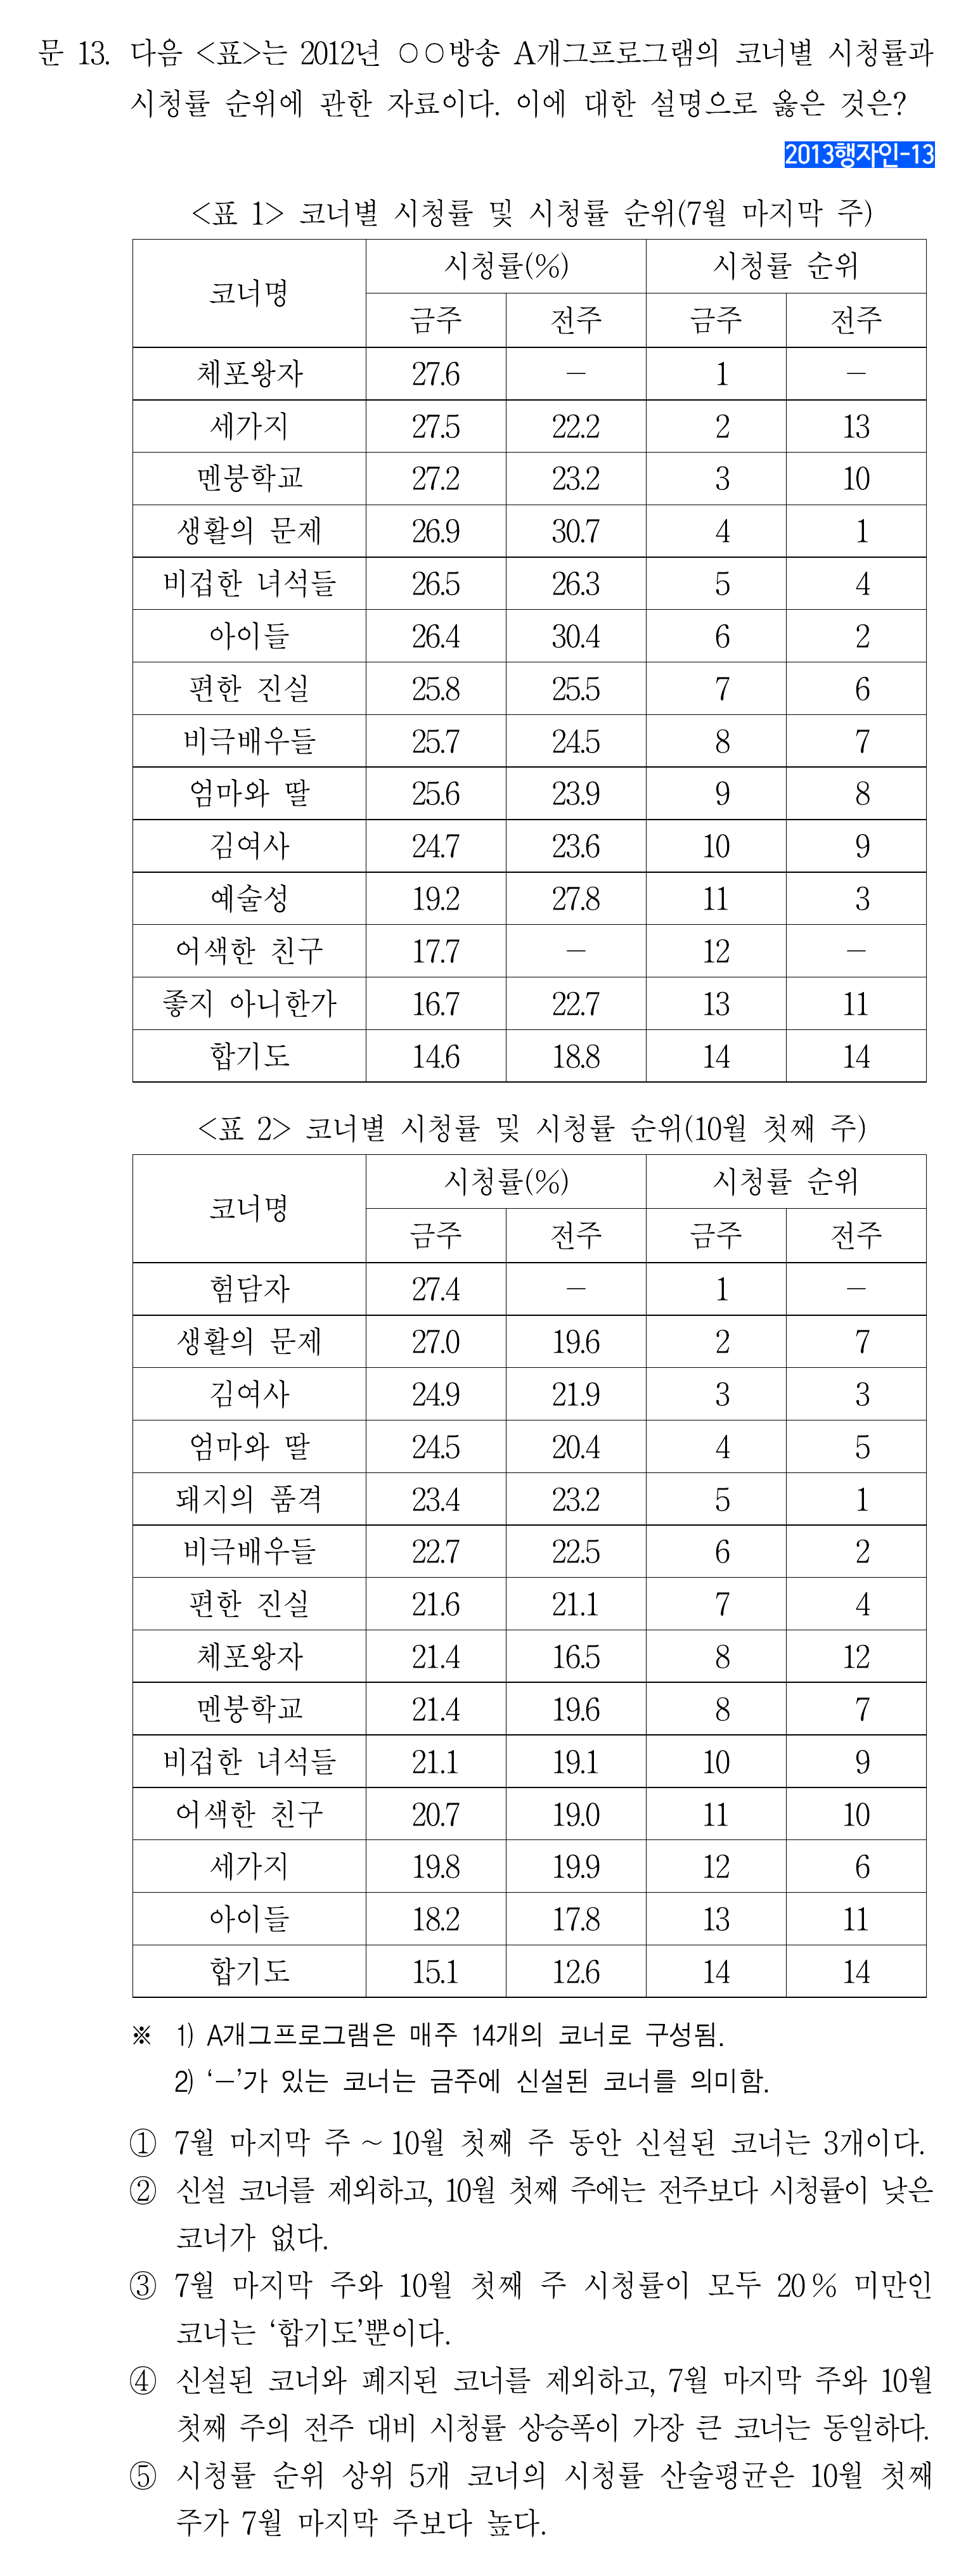 문 13. 다음 <표>는 2012년 ○○방송 A개그프로그램의 코너별 시청률과
시청률 순위에 관한 자료이다. 이에 대한 설명으로 옳은 것은?
2013행자인-13
<표 1> 코너별 시청률 및 시청률 순위(7월 마지막 주)
코너명 시청률(%) 시청률 순위
금주 전주 금주 전주
체포왕자 27.6 － 1 －
세가지 27.5 22.2 2 13
멘붕학교 27.2 23.2 3 10
생활의 문제 26.9 30.7 4 1
비겁한 녀석들 26.5 26.3 5 4
아이들 26.4 30.4 6 2
편한 진실 25.8 25.5 7 6
비극배우들 25.7 24.5 8 7
엄마와 딸 25.6 23.9 9 8
김여사 24.7 23.6 10 9
예술성 19.2 27.8 11 3
어색한 친구 17.7 － 12 －
좋지 아니한가 16.7 22.7 13 11
합기도 14.6 18.8 14 14
<표 2> 코너별 시청률 및 시청률 순위(10월 첫째 주)
코너명 시청률(%) 시청률 순위
금주 전주 금주 전주
험담자 27.4 － 1 －
생활의 문제 27.0 19.6 2 7
김여사 24.9 21.9 3 3
엄마와 딸 24.5 20.4 4 5
돼지의 품격 23.4 23.2 5 1
비극배우들 22.7 22.5 6 2
편한 진실 21.6 21.1 7 4
체포왕자 21.4 16.5 8 12
멘붕학교 21.4 19.6 8 7
비겁한 녀석들 21.1 19.1 10 9
어색한 친구 20.7 19.0 11 10
세가지 19.8 19.9 12 6
아이들 18.2 17.8 13 11
합기도 15.1 12.6 14 14
※ 1) A개그프로그램은 매주 14개의 코너로 구성됨.
2) ‘－’가 있는 코너는 금주에 신설된 코너를 의미함.
① 7월 마지막 주 ~ 10월 첫째 주 동안 신설된 코너는 3개이다.
② 신설 코너를 제외하고, 10월 첫째 주에는 전주보다 시청률이 낮은
코너가 없다.
③ 7월 마지막 주와 10월 첫째 주 시청률이 모두 20% 미만인
코너는 ‘합기도’뿐이다.
④ 신설된 코너와 폐지된 코너를 제외하고, 7월 마지막 주와 10월
첫째 주의 전주 대비 시청률 상승폭이 가장 큰 코너는 동일하다.
⑤ 시청률 순위 상위 5개 코너의 시청률 산술평균은 10월 첫째
주가 7월 마지막 주보다 높다.